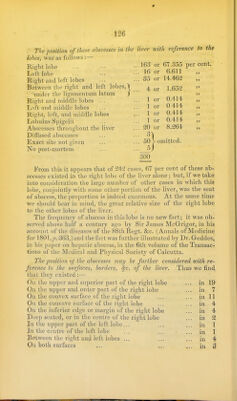 126
The position of these abscesses in the liver with reference to the
lobes, was as follows:—
Right lobe ... 163 or 67.355 per cent.
Left lobe ... 16 or 6.611 „
Right and left lobes ... 35 or 14.462 „
Between the right and left lobes, } 4 or 1.652 „
under the ligamentum latum }
Right and middle lobes ... 1 or 0.414 „
Left and middle lobes ... 1 or 0.414 „
Right, left, and middle lobes ... 1 or 0.414 „
Lobulus Spigelii ... 1 or 0.414 „
Abscesses throughout the liver 20 or 8.264 „
Diffused abscesses ... 3 }
Exact site not given ... 50 } omitted.
No post-mortem ... 5 }
300
From this it appears that of 242 cases, 67 per cent of these ab-
scesses existed in the right lobe of the liver alone; but, if we take
into consideration the large number of other cases in which this
lobe, conjointly with some other portion of the liver, was the seat
of abscess, the proportion is indeed enormous. At the same time
we should bear in mind, the great relative size of the right lobe
to the other lobes of the liver.
The frequency of abscess in this lobe is no new fact; it was ob-
served above half a century ago by Sir James McGrigor, in his
account of the diseases of the 88th Regt. &c. (Annals of Medicine
for 1801, p. 363,) and the fact was further illustrated by Dr. Geddes,
in his paper on hepatic abscess, in the 6th volume of the Transac-
tions of the Medical and Physical Society of Calcutta.
The position of the abscesses may be further considered with re-
ference to the surfaces, borders, &c. of the liver. Thus we find
that they existed:—
On the upper and superior part of the right lobe ... in 19
On the upper and outer part of the right lobe ... in 7
On the convex surface of the right lobe ... in 11
On the concave surface of the right lobe ... in 4
On the inferior edge or margin of the right lobe ... in 4
Deep seated, or in the centre of the right lobe ... in 2
In the upper part of the left lobe ... in 1
In the centre of the left lobe ... in 1
Between the right and left lobes ... in 4
On both surfaces ... in 3